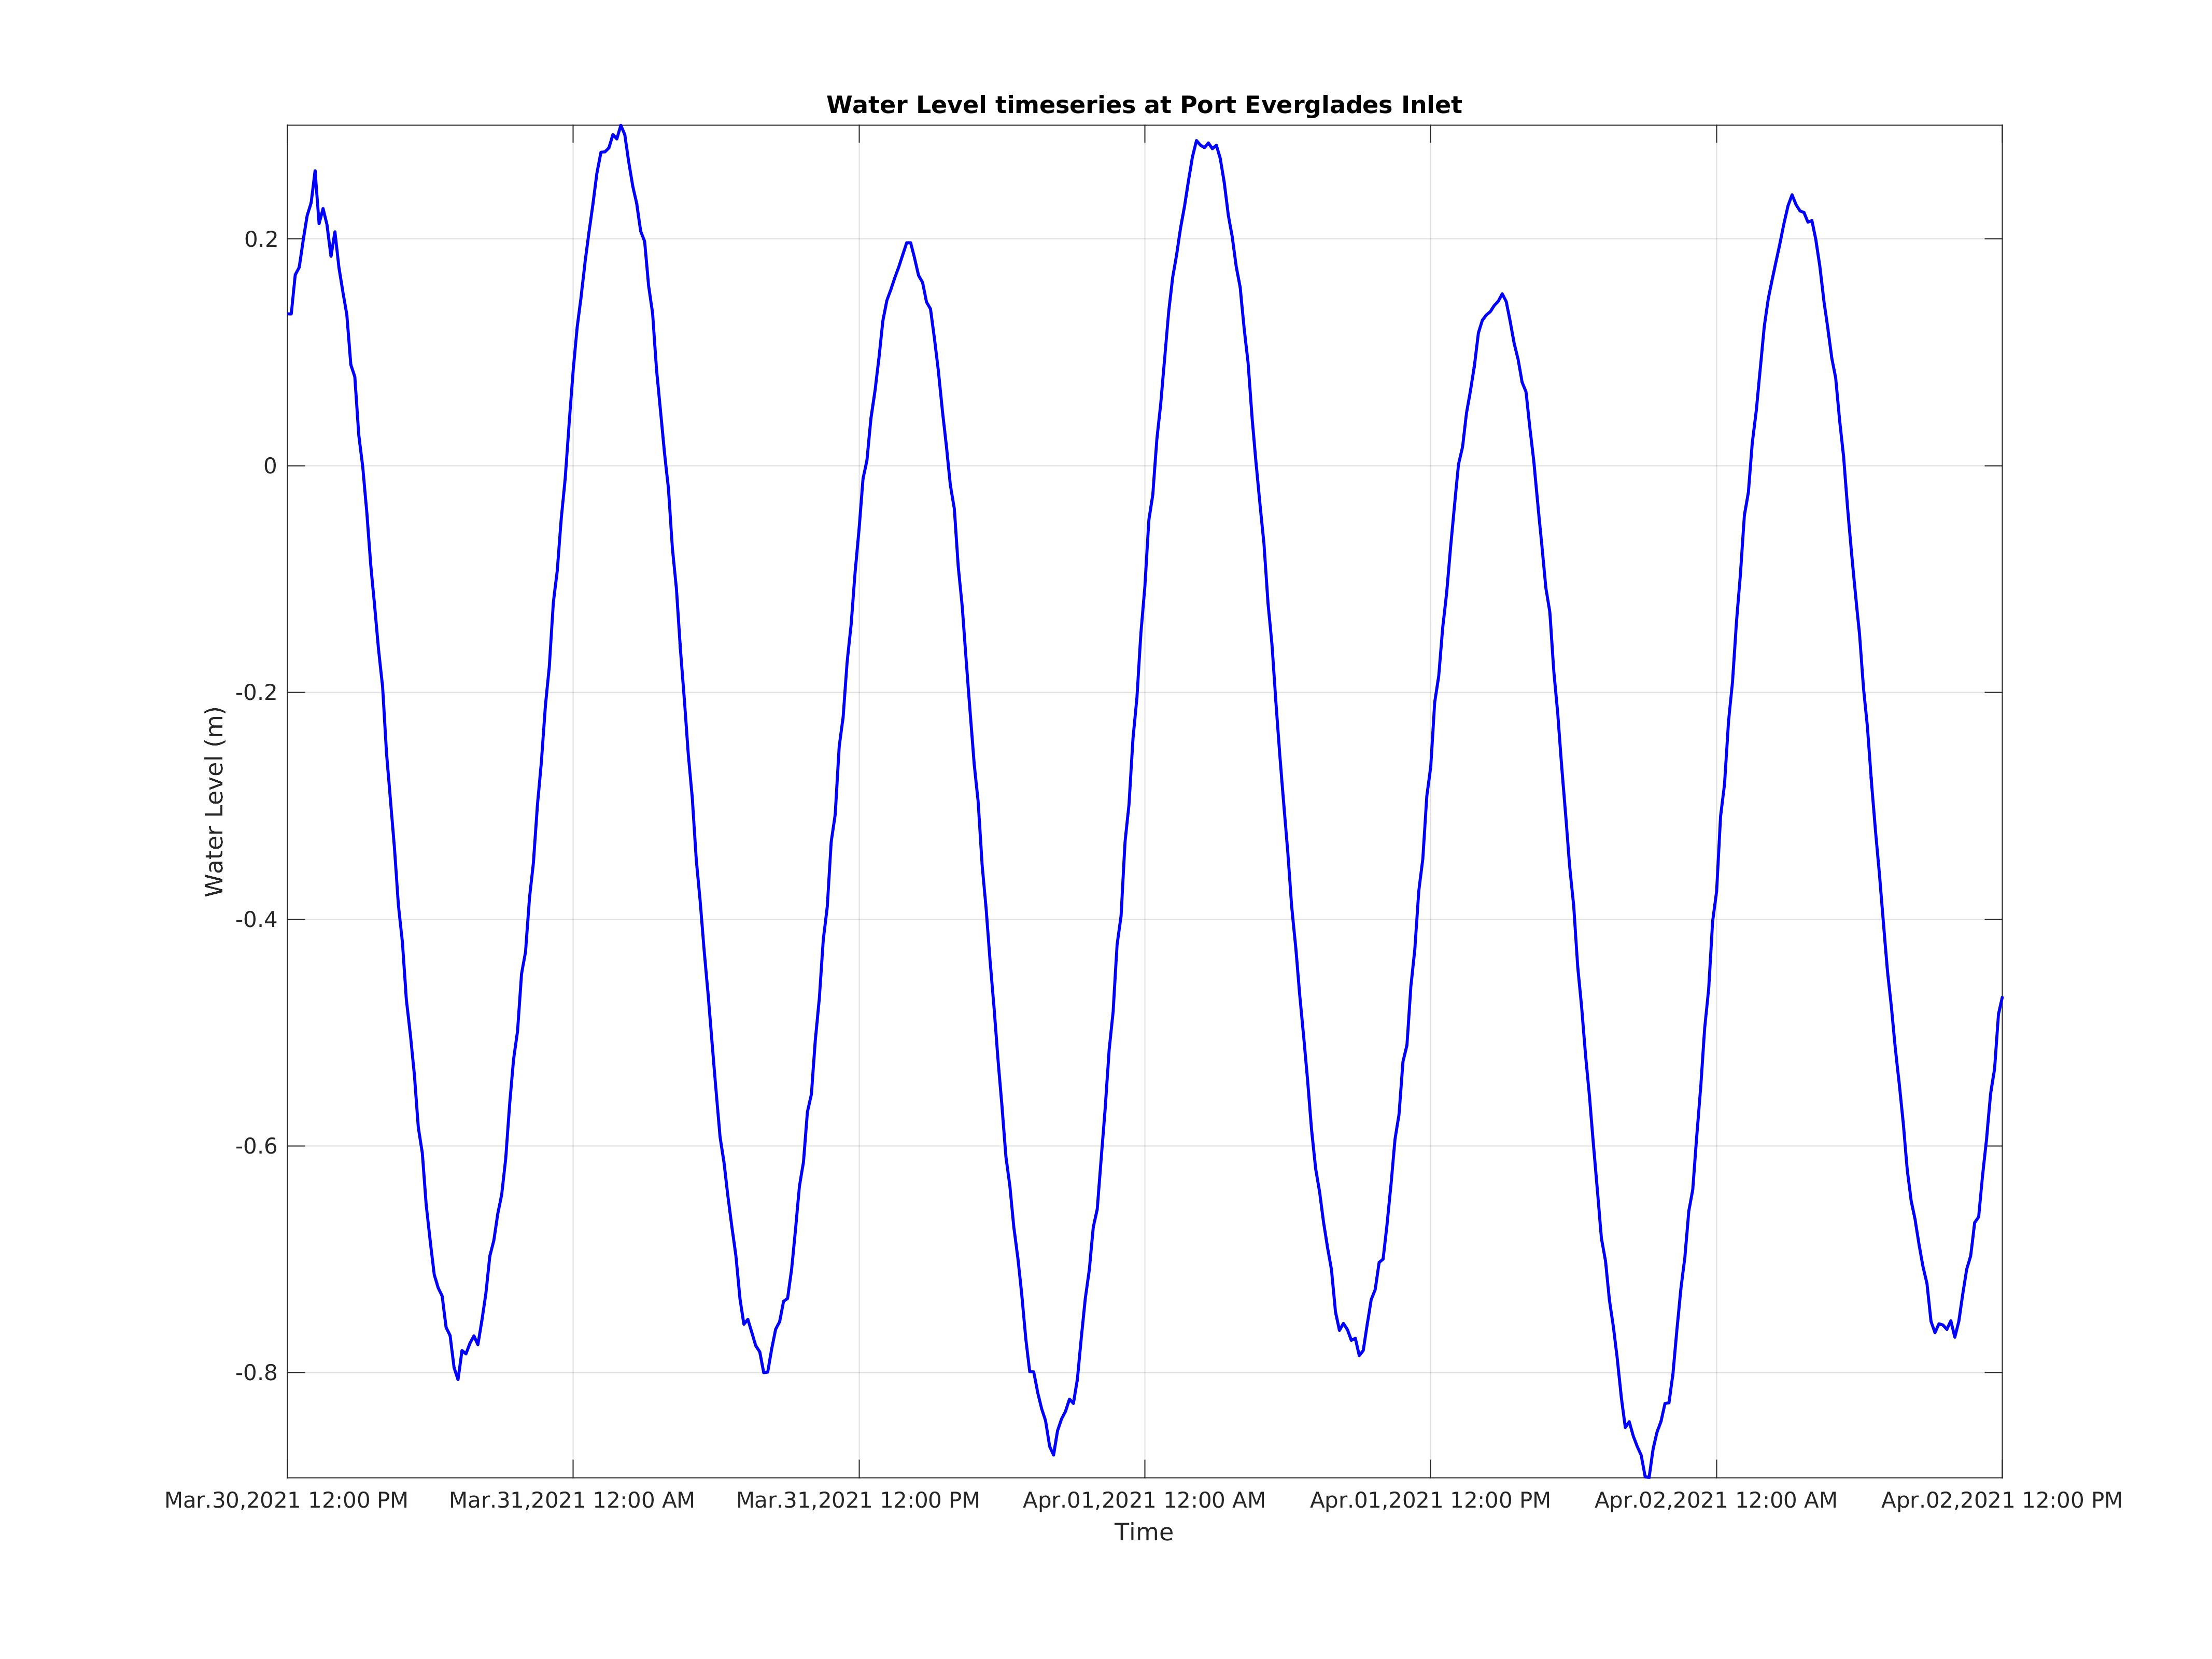 Water Level timeseries at Port Everglades Inlet
0.2
0
-0.2
-0.4
-0.6
-0.8
Water Level (m)
Mar.30,2021 12:00 PM Mar.31,2021 12:00 AM Mar.31,2021 12:00 PM Apr.01,2021 12:00 AM Apr.01,2021 12:00 PM Apr.02,2021 12:00 AM Apr.02,2021 12:00 PM
Time